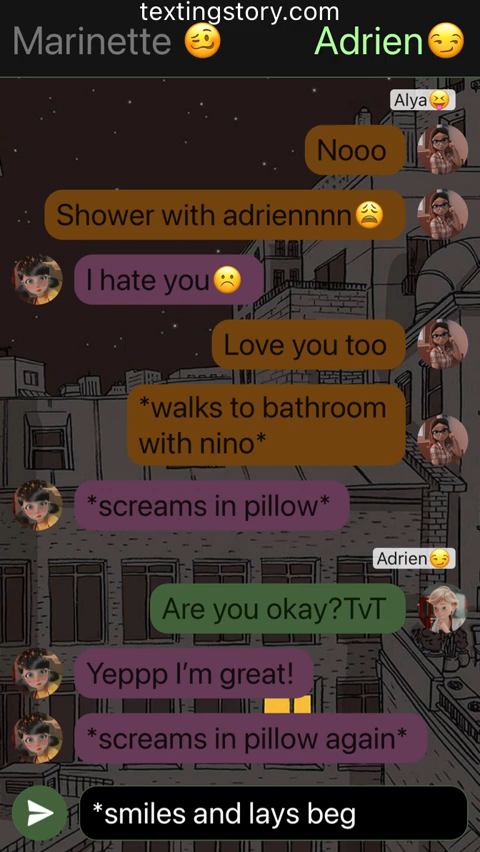 textingstory.com
Marinette 🥴 Adrien😏
Alya😝
Nooo
Shower with adriennnn😩
I hate you☹️
Love you too
*walks to bathroom
with nino*
*screams in pillow*
Adrien😏
Are you okay?TvT
Yeppp I’m great!
*screams in pillow again*
*smiles and lays beg